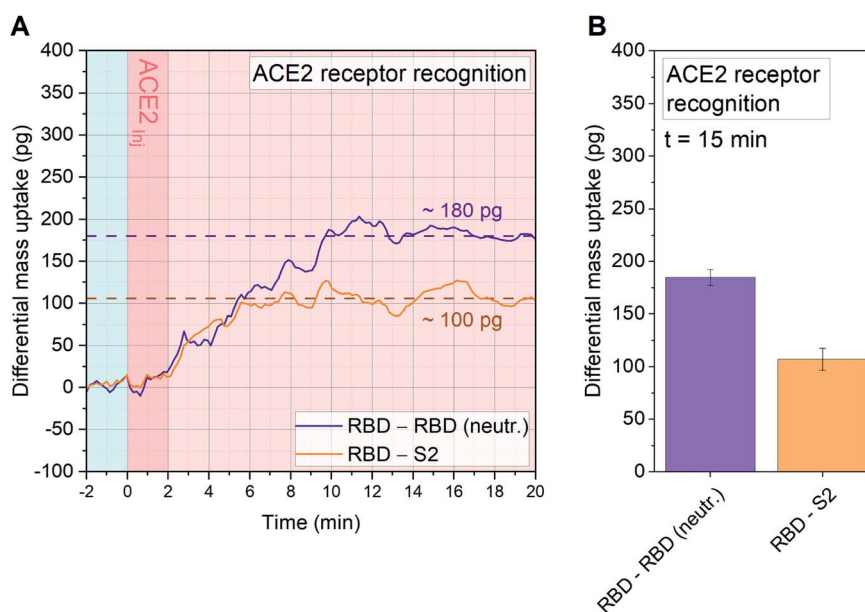 A
Differential mass uptake (pg)
400
350
300
250
200
150
100
50
0
-50
-100
ACE2 Inj
ACE2 receptor recognition
~ 180 pg
~ 100 pg
RBD – RBD (neutr.)
RBD – S2
-2 0 2 4 6 8 10 12 14 16 18 20
Time (min)
B
Differential mass uptake (pg)
400
350
300
250
200
150
100
50
0
ACE2 receptor
recognition
t = 15 min
RBD - RBD (neutr.)
RBD - S2